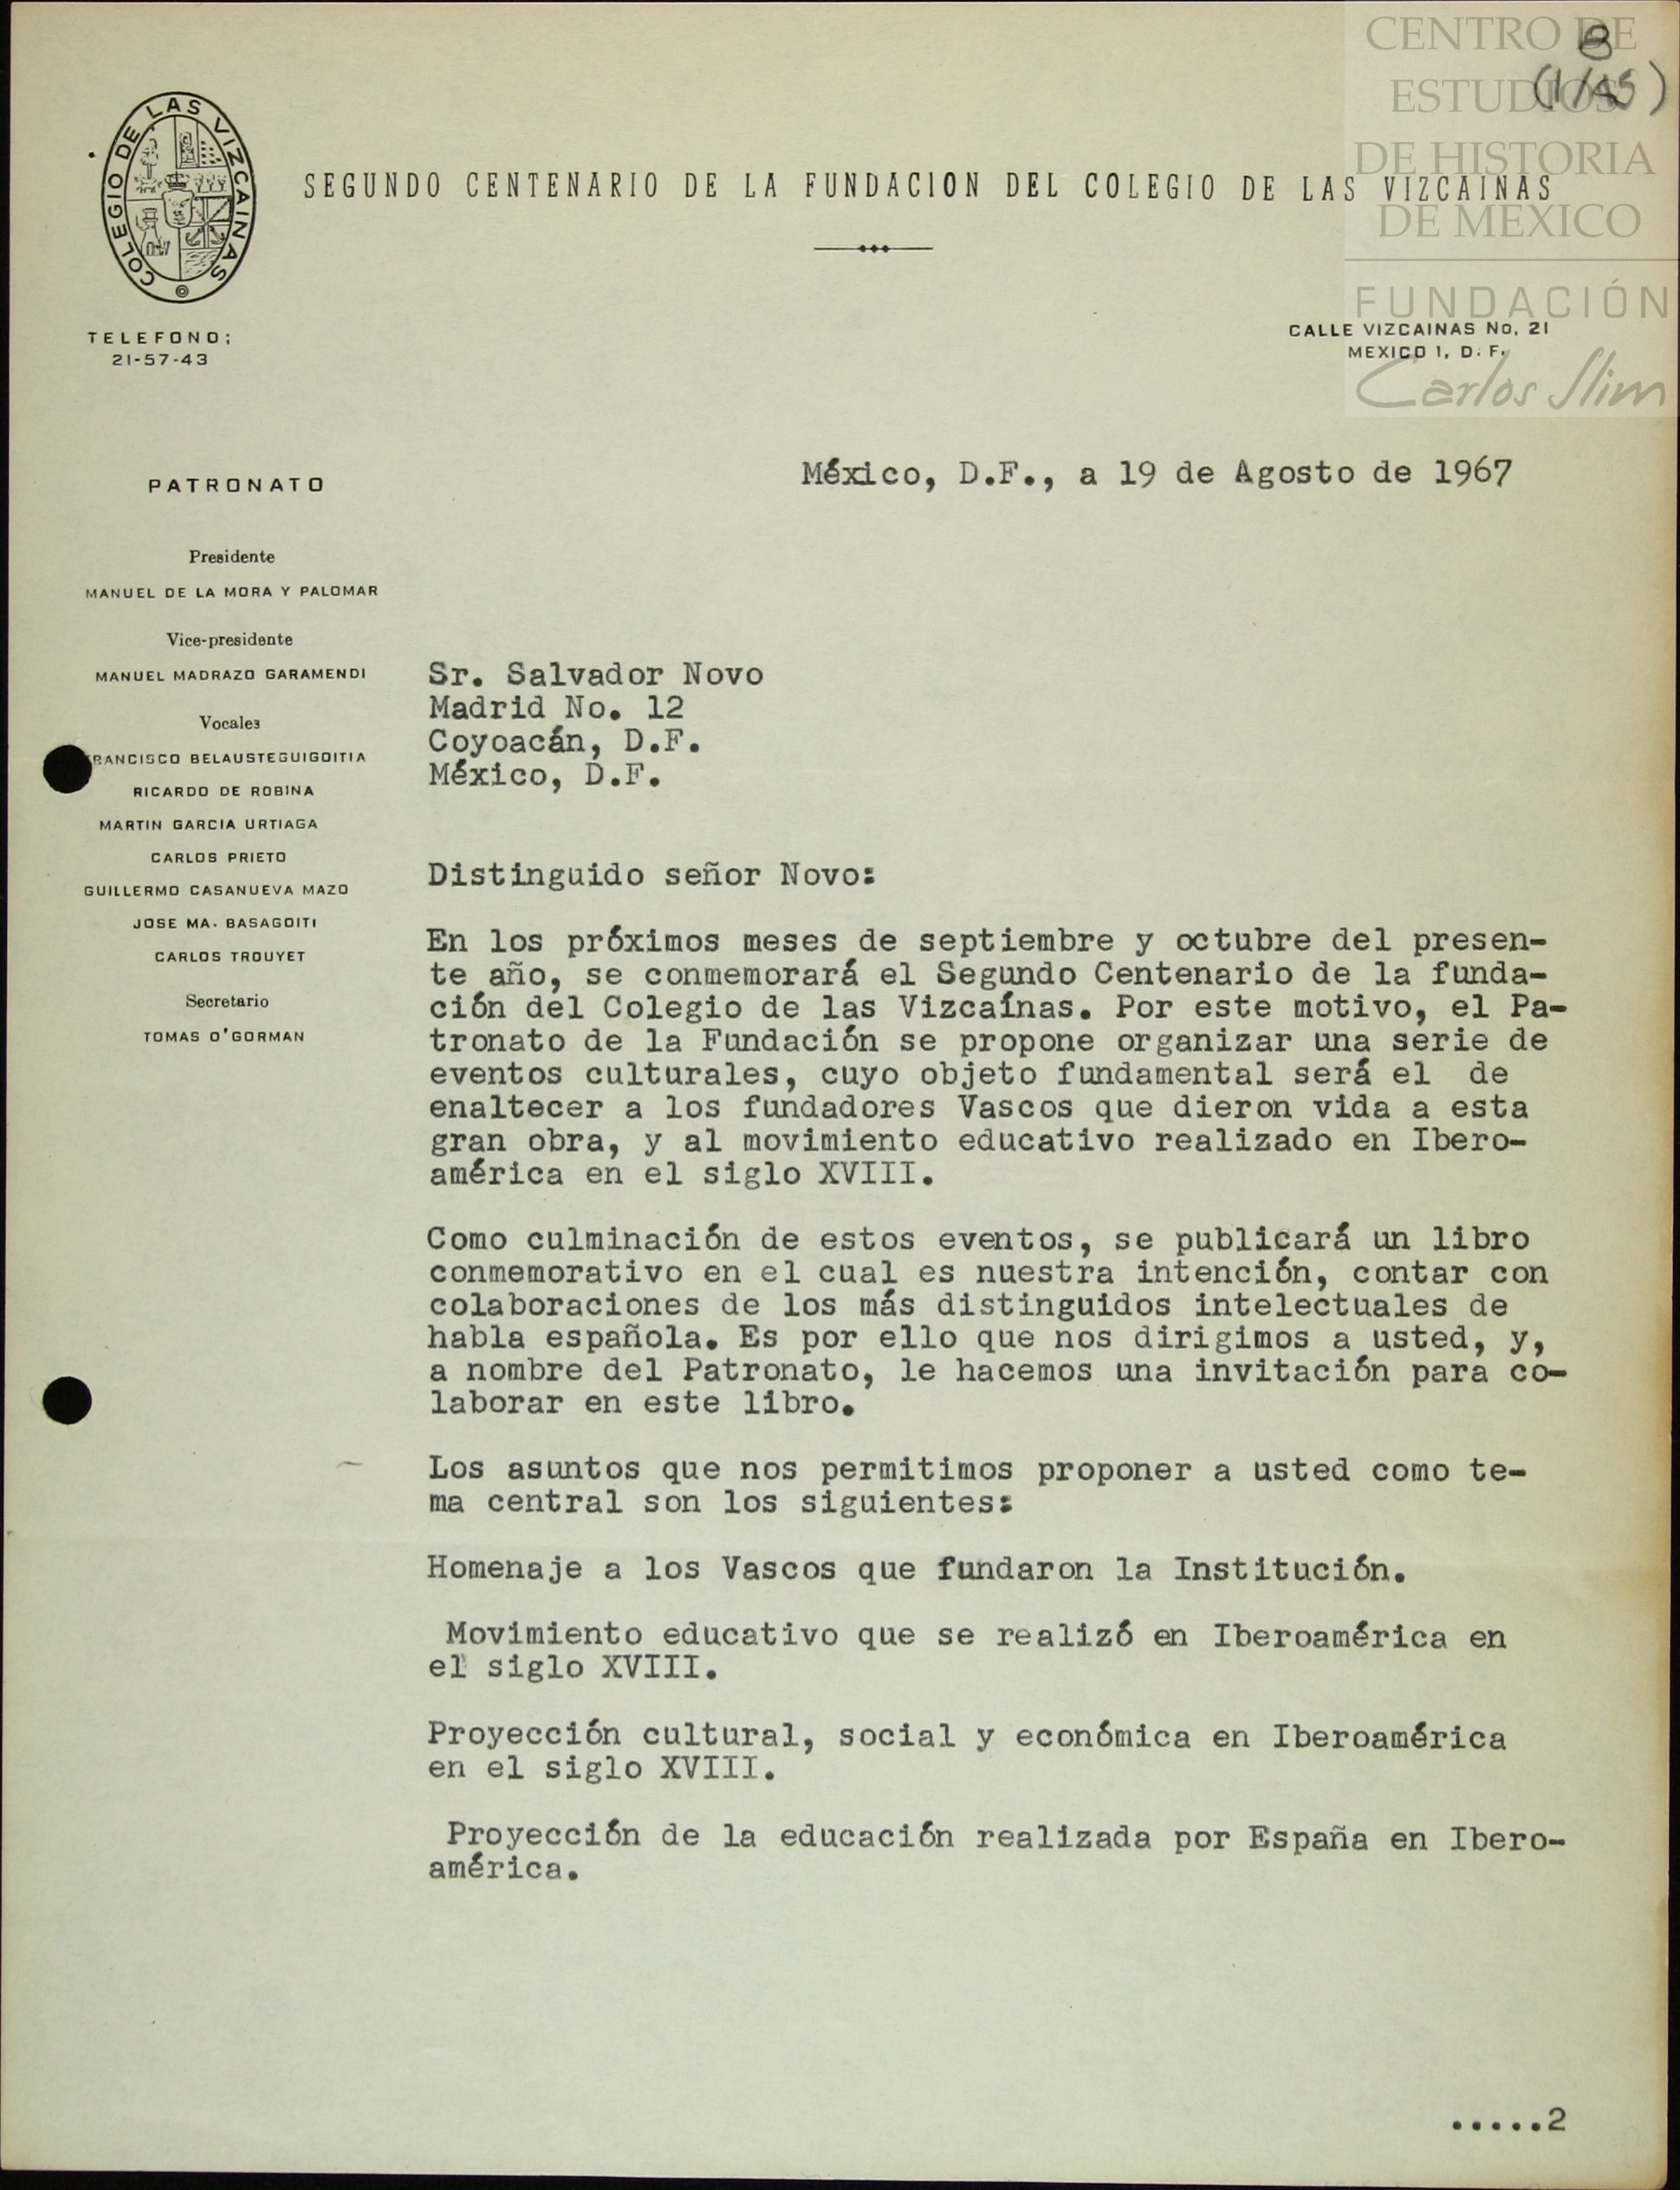 CENTRO DE
ESTUDIOS
DE HISTORIA
DE MEXICO
FUNDACIÓN
Carlos Slim
8
COLEGIO DE LAS VIZCAINAS
SEGUNDO CENTENARIO DE LA FUNDACION DEL COLEGIO DE LAS VIZCAINAS
TELEFONO;
21-57-43
CALLE VIZCAINAS No. 21
MEXICO 1, D. F.
México, D.F., a 19 de Agosto de 1967
PATRONATO
Presidente
MANUEL DE LA MORA Y PALOMAR
Vice-presidente
MANUEL MADRAZO GARAMENDI
Vocales
RANCISCO BELAUSTEGUIGOITIA
RICARDO DE ROBINA
MARTIN GARCIA URTIAGA
CARLOS PRIETO
GUILLERMO CASANUEVA MAZO
JOSE MA. BASAGOITI
CARLOS TROUYET
Secretario
TOMAS O'GORMAN
Sr. Salvador Novo
Madrid No. 12
Coyoacán, D.F.
México, D.F.
Distinguido señor Novo:
En los próximos meses de septiembre y octubre del presen-
te año, se conmemorará el Segundo Centenario de la funda-
ción del Colegio de las Vizcaínas. Por este motivo, el Pa-
tronato de la Fundación se propone organizar una serie de
eventos culturales, cuyo objeto fundamental será el de
enaltecer a los fundadores Vascos que dieron vida a esta
gran obra, y al movimiento educativo realizado en Ibero-
américa en el siglo XVIII.
Como culminación de estos eventos, se publicará un libro
conmemorativo en el cual es nuestra intención, contar con
colaboraciones de los más distinguidos intelectuales de
habla española. Es por ello que nos dirigimos a usted, y,
a nombre del Patronato, le hacemos una invitación para co-
laborar en este libro.
Los asuntos que nos permitimos proponer a usted como te-
ma central son los siguientes:
Homenaje a los Vascos que fundaron la Institución.
Movimiento educativo que se realizó en Iberoamérica en
el siglo XVIII.
Proyección cultural, social y económica en Iberoamérica
en el siglo XVIII.
Proyección de la educación realizada por España en Ibero-
américa.
.....2